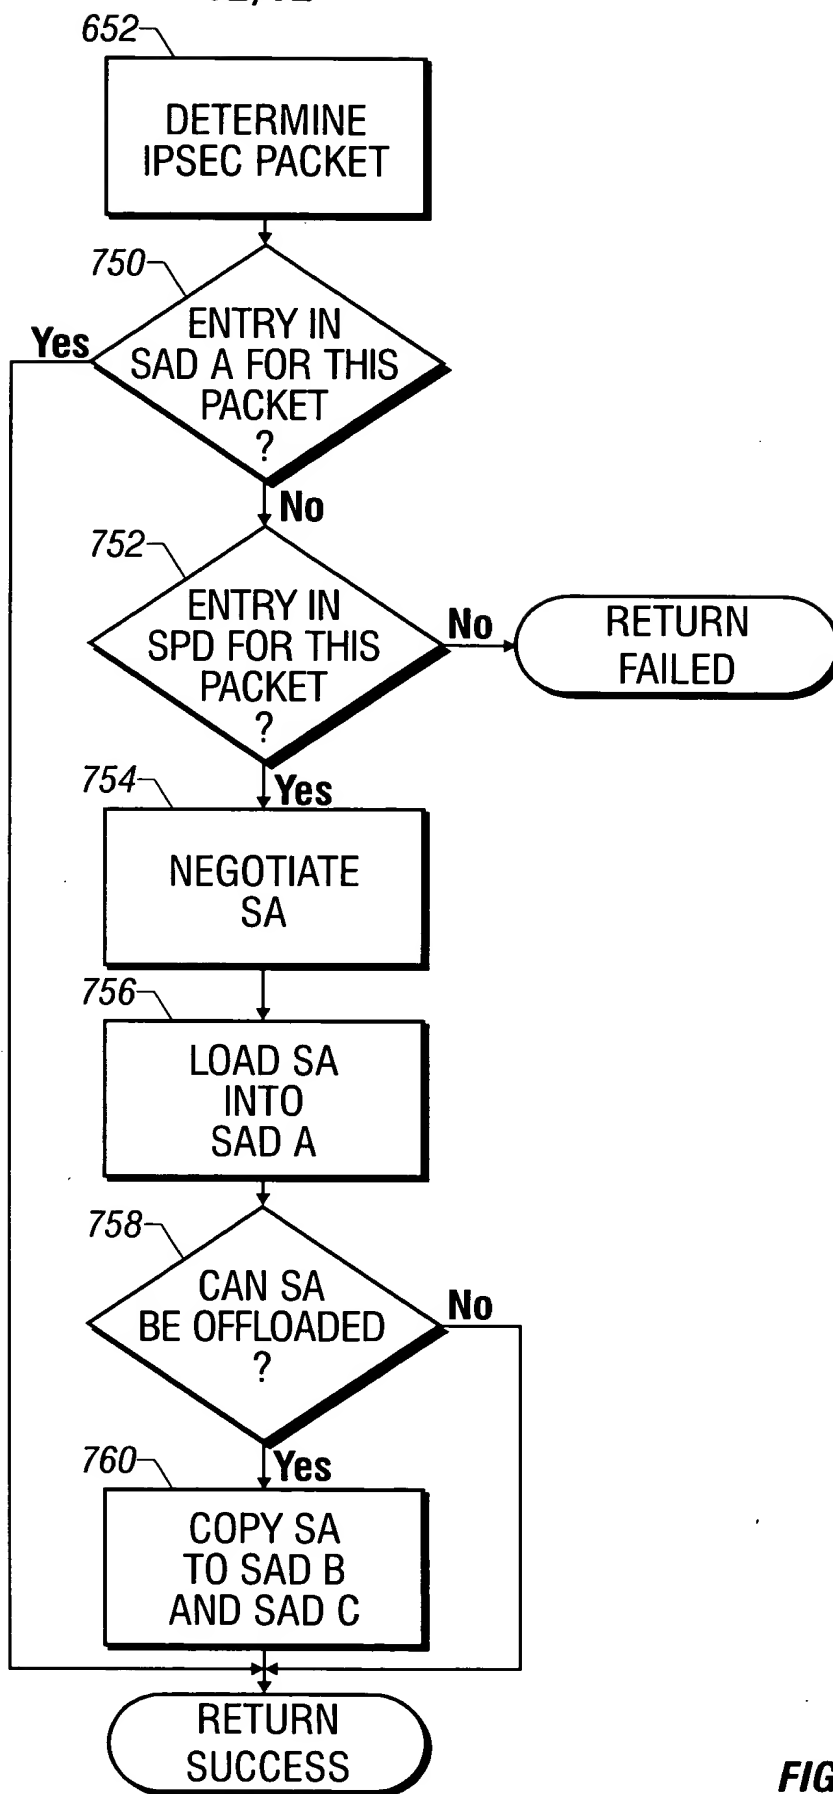 652
DETERMINE
IPSEC PACKET
750
ENTRY IN
SAD A FOR THIS
PACKET
?
Yes
No
752
ENTRY IN
SPD FOR THIS
PACKET
?
No
RETURN
FAILED
Yes
754
NEGOTIATE
SA
756
LOAD SA
INTO
SAD A
758
CAN SA
BE OFFLOADED
?
No
Yes
760
COPY SA
TO SAD B
AND SAD C
RETURN
SUCCESS
FIG